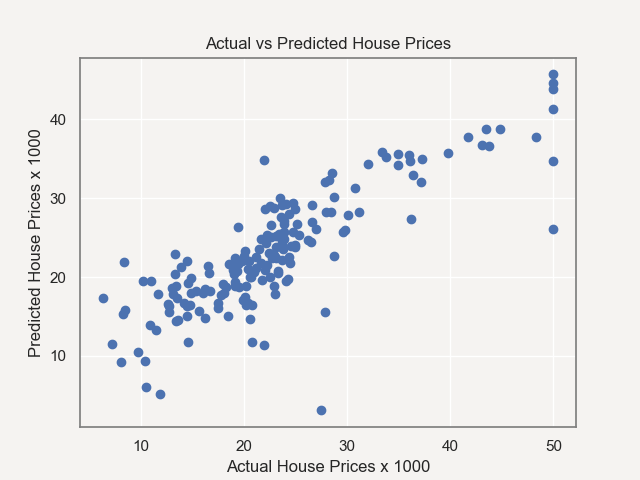 Actual vs Predicted House Prices
Predicted House Prices x 1000
40
30
20
10
10 20 30 40 50
Actual House Prices x 1000